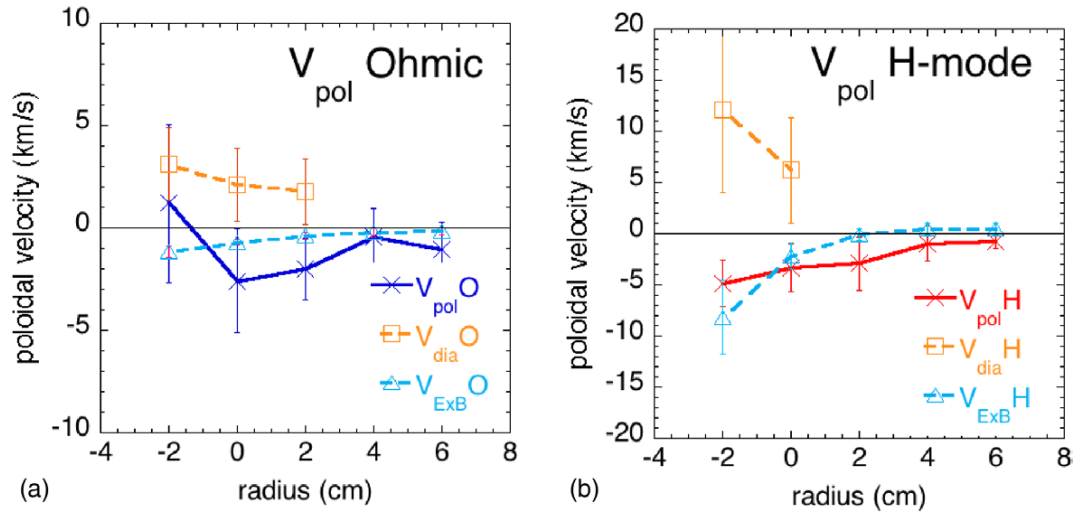 V_pol Ohmic
poloidal velocity (km/s)
10
5
0
-5
-10
V_pol O
V_dia O
V_ExB O
-4 -2 0 2 4 6 8
radius (cm)
(a)
V_pol H-mode
poloidal velocity (km/s)
20
15
10
5
0
-5
-10
-15
-20
V_pol H
V_dia H
V_ExB H
-4 -2 0 2 4 6 8
radius (cm)
(b)